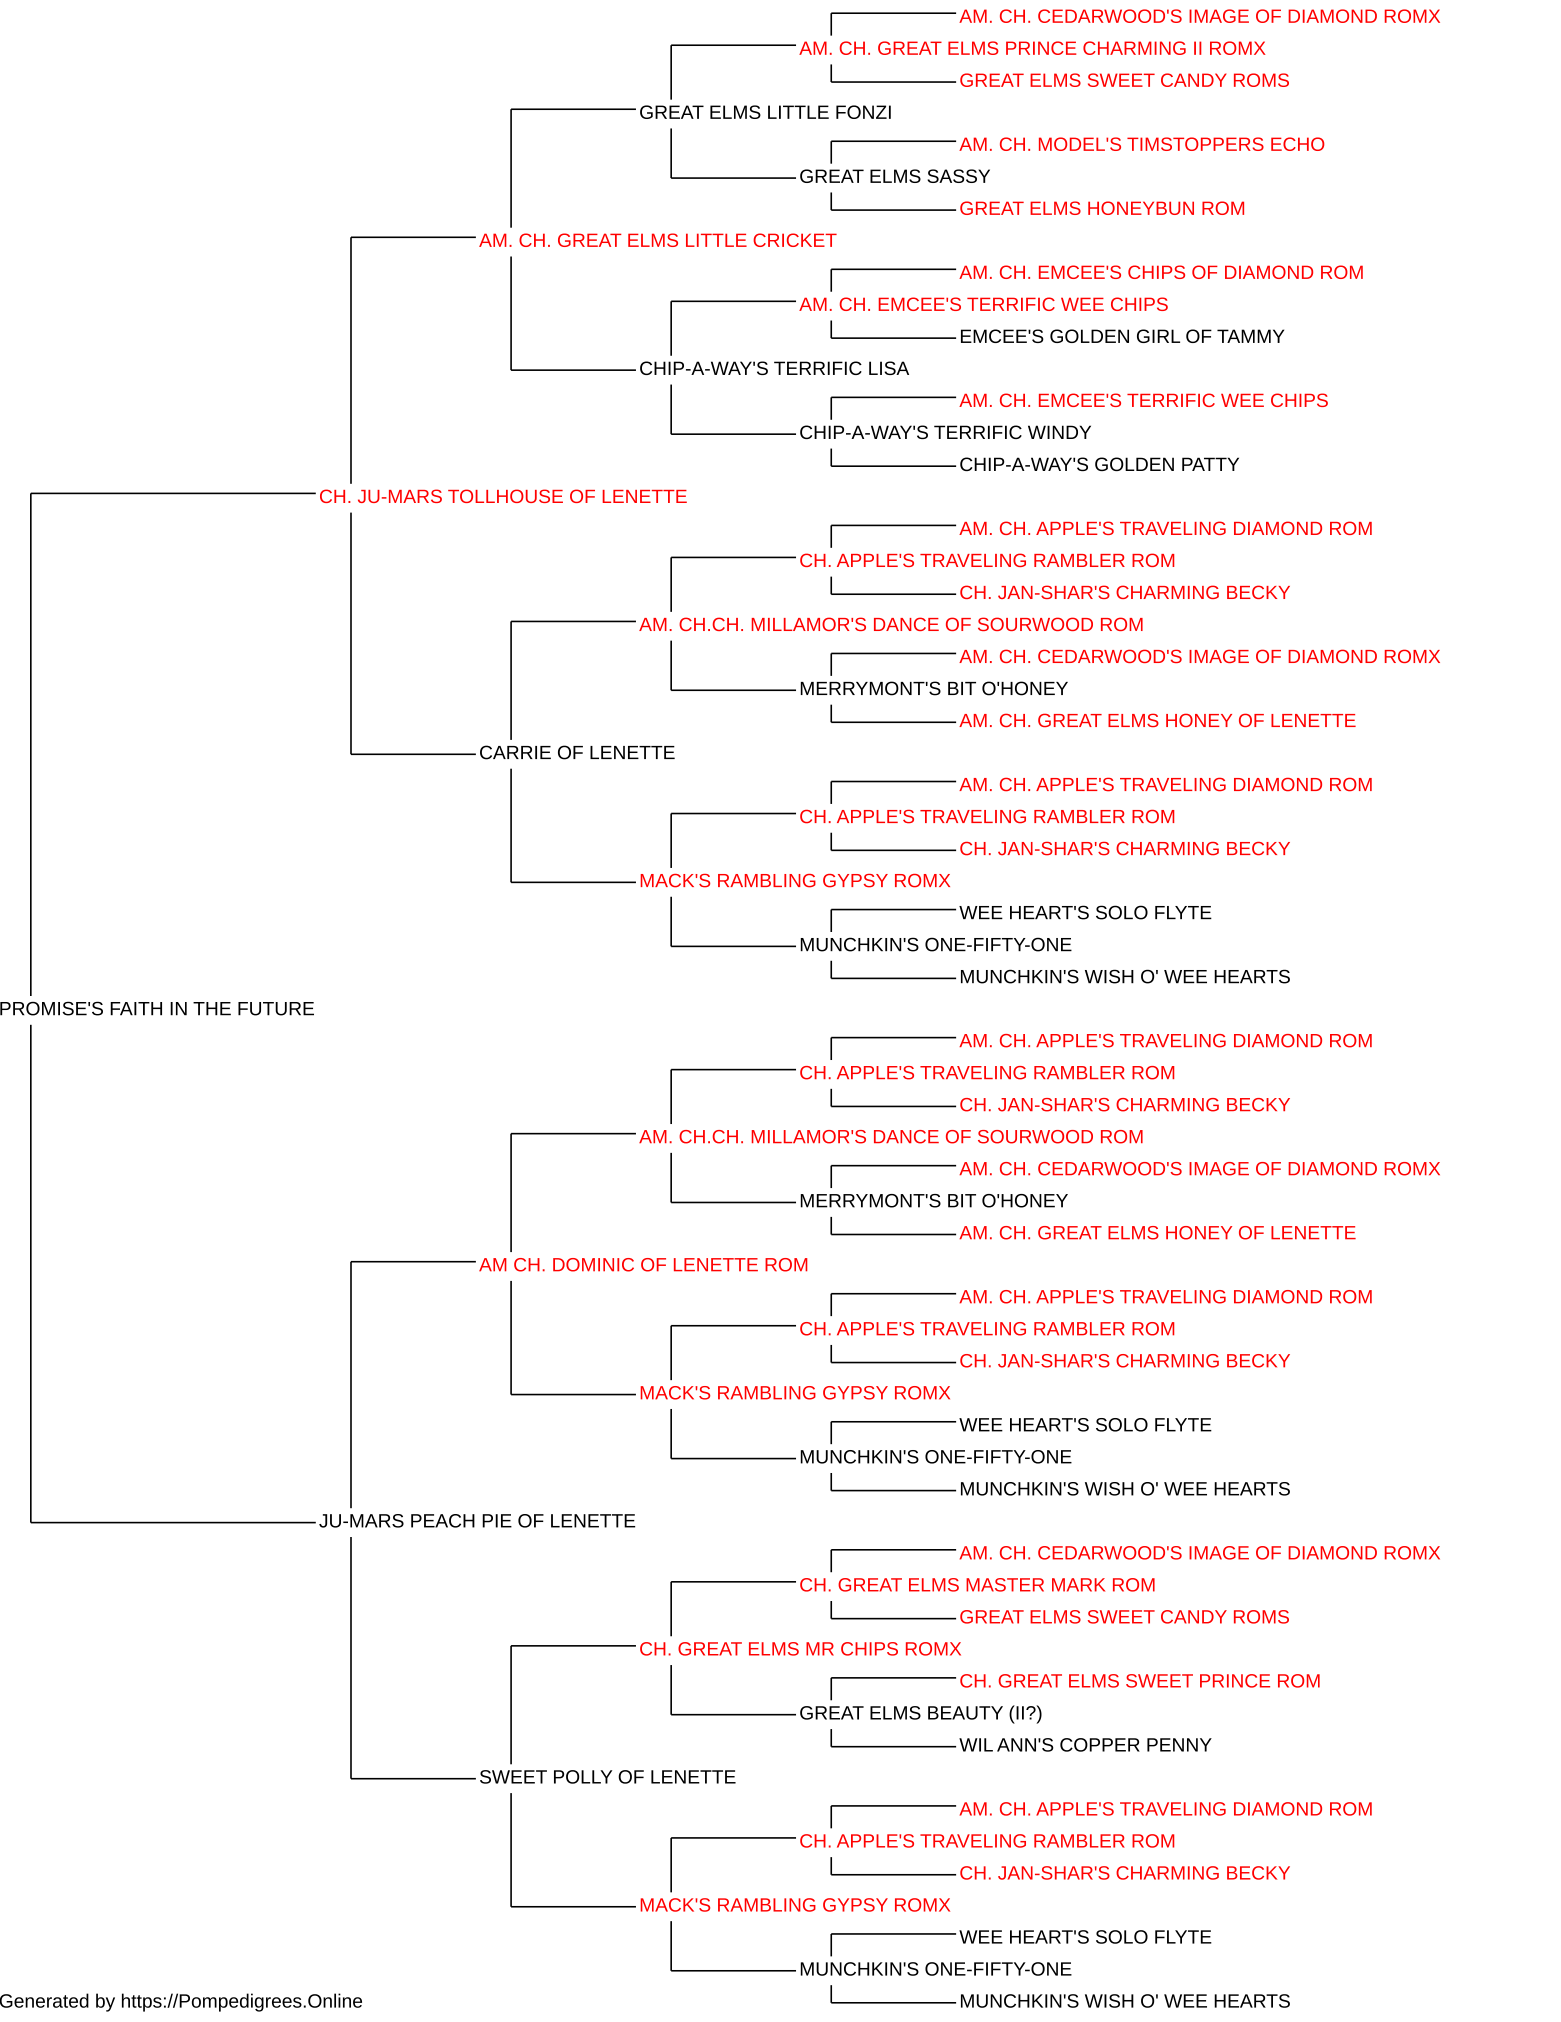 AM. CH. CEDARWOOD'S IMAGE OF DIAMOND ROMX
AM. CH. GREAT ELMS PRINCE CHARMING II ROMX
GREAT ELMS SWEET CANDY ROMS
GREAT ELMS LITTLE FONZI
AM. CH. MODEL'S TIMSTOPPERS ECHO
GREAT ELMS SASSY
GREAT ELMS HONEYBUN ROM
AM. CH. GREAT ELMS LITTLE CRICKET
AM. CH. EMCEE'S CHIPS OF DIAMOND ROM
AM. CH. EMCEE'S TERRIFIC WEE CHIPS
EMCEE'S GOLDEN GIRL OF TAMMY
CHIP-A-WAY'S TERRIFIC LISA
AM. CH. EMCEE'S TERRIFIC WEE CHIPS
CHIP-A-WAY'S TERRIFIC WINDY
CHIP-A-WAY'S GOLDEN PATTY
CH. JU-MARS TOLLHOUSE OF LENETTE
AM. CH. APPLE'S TRAVELING DIAMOND ROM
CH. APPLE'S TRAVELING RAMBLER ROM
CH. JAN-SHAR'S CHARMING BECKY
AM. CH.CH. MILLAMOR'S DANCE OF SOURWOOD ROM
AM. CH. CEDARWOOD'S IMAGE OF DIAMOND ROMX
MERRYMONT'S BIT O'HONEY
AM. CH. GREAT ELMS HONEY OF LENETTE
CARRIE OF LENETTE
AM. CH. APPLE'S TRAVELING DIAMOND ROM
CH. APPLE'S TRAVELING RAMBLER ROM
CH. JAN-SHAR'S CHARMING BECKY
MACK'S RAMBLING GYPSY ROMX
WEE HEART'S SOLO FLYTE
MUNCHKIN'S ONE-FIFTY-ONE
MUNCHKIN'S WISH O' WEE HEARTS
PROMISE'S FAITH IN THE FUTURE
AM. CH. APPLE'S TRAVELING DIAMOND ROM
CH. APPLE'S TRAVELING RAMBLER ROM
CH. JAN-SHAR'S CHARMING BECKY
AM. CH.CH. MILLAMOR'S DANCE OF SOURWOOD ROM
AM. CH. CEDARWOOD'S IMAGE OF DIAMOND ROMX
MERRYMONT'S BIT O'HONEY
AM. CH. GREAT ELMS HONEY OF LENETTE
AM CH. DOMINIC OF LENETTE ROM
AM. CH. APPLE'S TRAVELING DIAMOND ROM
CH. APPLE'S TRAVELING RAMBLER ROM
CH. JAN-SHAR'S CHARMING BECKY
MACK'S RAMBLING GYPSY ROMX
WEE HEART'S SOLO FLYTE
MUNCHKIN'S ONE-FIFTY-ONE
MUNCHKIN'S WISH O' WEE HEARTS
JU-MARS PEACH PIE OF LENETTE
AM. CH. CEDARWOOD'S IMAGE OF DIAMOND ROMX
CH. GREAT ELMS MASTER MARK ROM
GREAT ELMS SWEET CANDY ROMS
CH. GREAT ELMS MR CHIPS ROMX
CH. GREAT ELMS SWEET PRINCE ROM
GREAT ELMS BEAUTY (II?)
WIL ANN'S COPPER PENNY
SWEET POLLY OF LENETTE
AM. CH. APPLE'S TRAVELING DIAMOND ROM
CH. APPLE'S TRAVELING RAMBLER ROM
CH. JAN-SHAR'S CHARMING BECKY
MACK'S RAMBLING GYPSY ROMX
WEE HEART'S SOLO FLYTE
MUNCHKIN'S ONE-FIFTY-ONE
MUNCHKIN'S WISH O' WEE HEARTS
Generated by https://Pompedigrees.Online